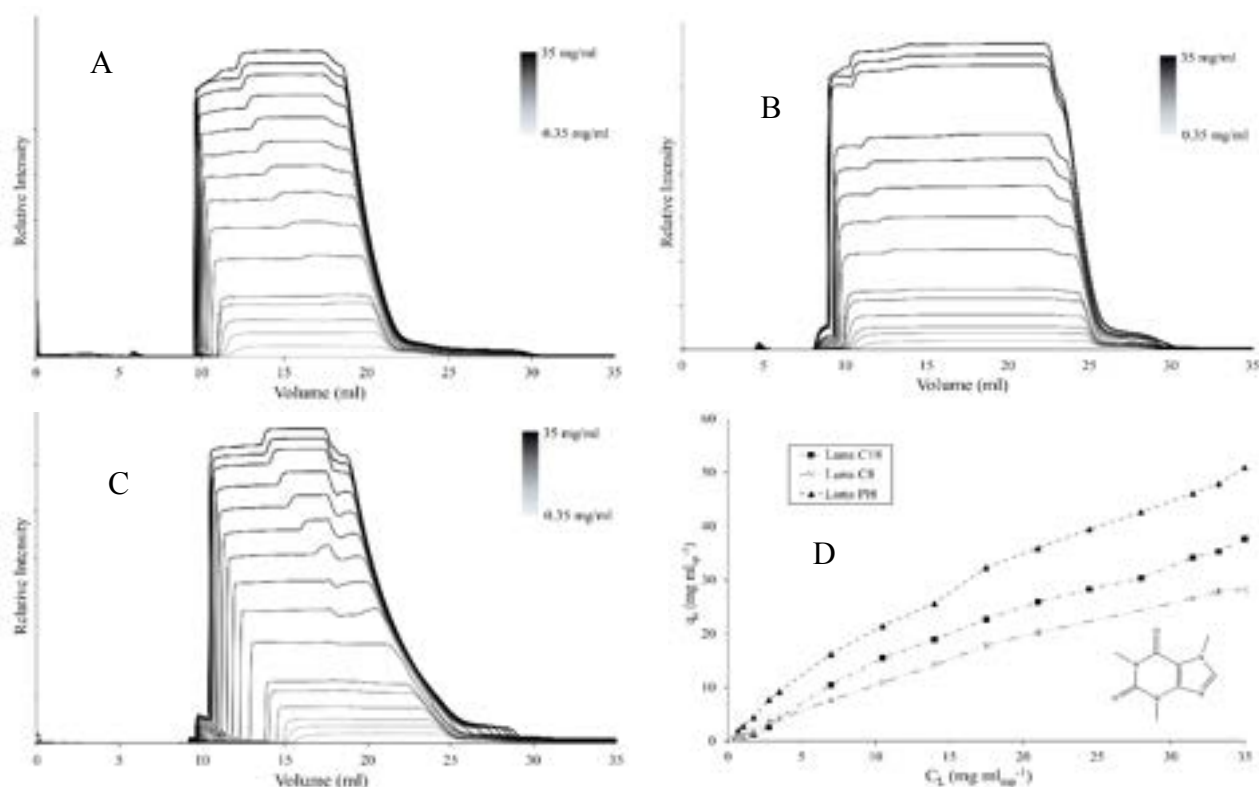 A
35 mg/ml
0.35 mg/ml
Relative Intensity
0 5 10 15 20 25 30 35
Volume (ml)
B
35 mg/ml
0.35 mg/ml
Relative Intensity
0 5 10 15 20 25 30 35
Volume (ml)
C
35 mg/ml
0.35 mg/ml
Relative Intensity
0 5 10 15 20 25 30 35
Volume (ml)
60
50
40
30
20
10
0
Luna C18
Luna C8
Luna PH
D
0 5 10 15 20 25 30 35